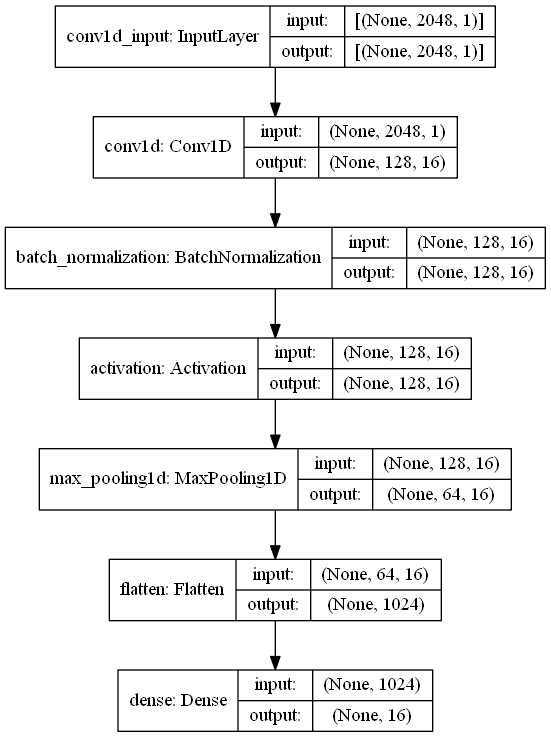 conv1d_input: InputLayer
input:
[(None, 2048, 1)]
output:
[(None, 2048, 1)]
conv1d: Conv1D
input:
(None, 2048, 1)
output:
(None, 128, 16)
batch_normalization: BatchNormalization
input:
(None, 128, 16)
output:
(None, 128, 16)
activation: Activation
input:
(None, 128, 16)
output:
(None, 128, 16)
max_pooling1d: MaxPooling1D
input:
(None, 128, 16)
output:
(None, 64, 16)
flatten: Flatten
input:
(None, 64, 16)
output:
(None, 1024)
dense: Dense
input:
(None, 1024)
output:
(None, 16)